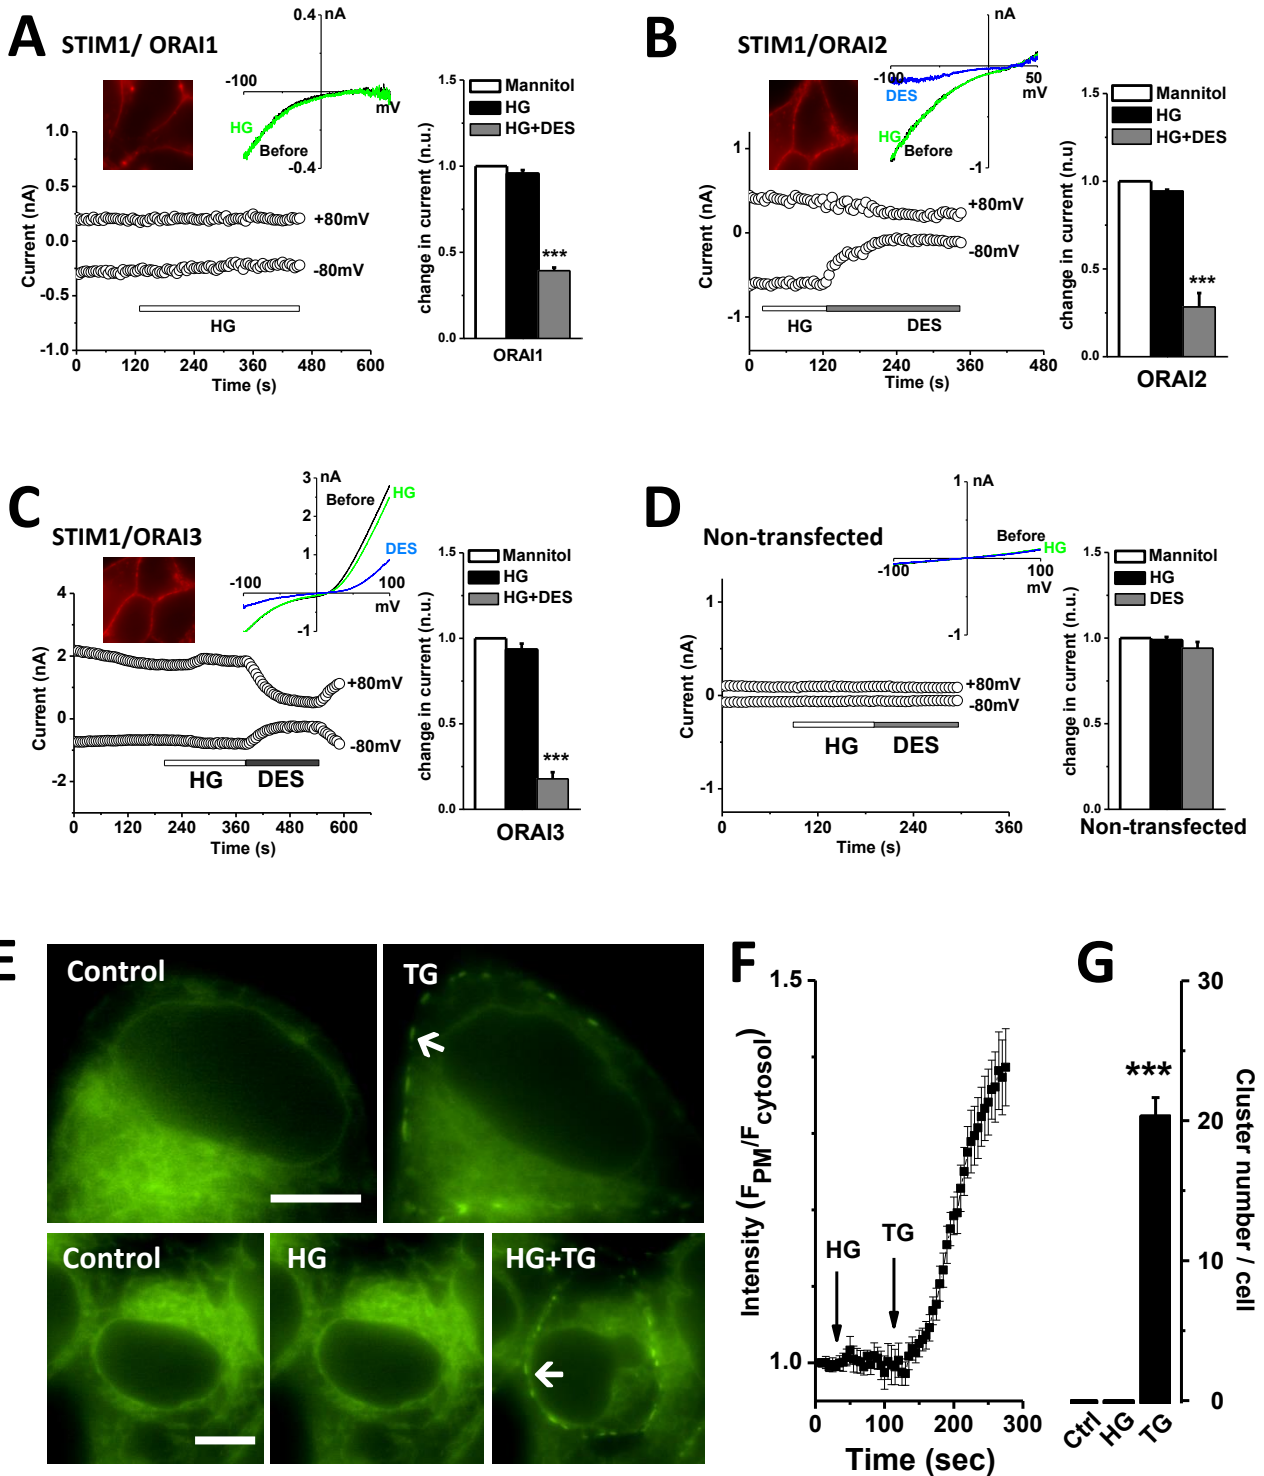 A
STIM1/ ORAI1
0.4
nA
-100
mV
HG
Before
-0.4
1.0
0.5
0.0
-0.5
-1.0
Current (nA)
+80mV
-80mV
HG
0
120
240
360
480
600
Time (s)
1.5
1.0
0.5
0.0
change in current (n.u.)
Mannitol
HG
HG+DES
***
ORAI1
B
STIM1/ORAI2
-1
nA
-100
50
mV
DES
HG
Before
-1
1
0
-1
Current (nA)
+80mV
-80mV
HG
DES
0
120
240
360
480
Time (s)
1.5
1.0
0.5
0.0
change in current (n.u)
Mannitol
HG
HG+DES
***
ORAI2
C
STIM1/ORAI3
3
nA
2
1
-1
Before
HG
DES
-100
100
mV
4
2
0
-2
Current (nA)
+80mV
-80mV
HG
DES
0
120
240
360
480
600
Time (s)
1.5
1.0
0.5
0.0
change in current (n.u.)
Mannitol
HG
HG+DES
***
ORAI3
D
Non-transfected
1
nA
Before
HG
-100
100
mV
-1
1
0
-1
Current (nA)
+80mV
-80mV
HG
DES
0
120
240
360
Time (s)
1.5
1.0
0.5
0.0
change in current (n.u.)
Mannitol
HG
DES
Non-transfected
E
Control
TG
Control
HG
HG+TG
F
1.5
1.0
Intensity (FPM/Fcytosol)
HG
TG
0
100
200
300
Time (sec)
G
30
20
10
0
Cluster number / cell
***
Ctrl
HG
TG